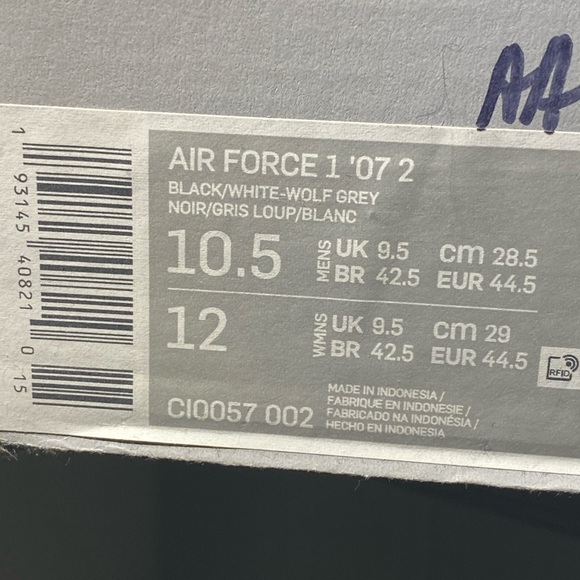 AA
AIR FORCE 1 '07 2
BLACK/WHITE-WOLF GREY
NOIR/GRIS LOUP/BLANC
10.5
MENS
UK 9.5 cm 28.5
BR 42.5 EUR 44.5
12
WMNS
UK 9.5 cm 29
BR 42.5 EUR 44.5
RFID
CI0057 002
MADE IN INDONESIA /
FABRIQUE EN INDONESIE /
FABRICADO NA INDONÉSIA /
HECHO EN INDONESIA
1 93145 40821 0 15